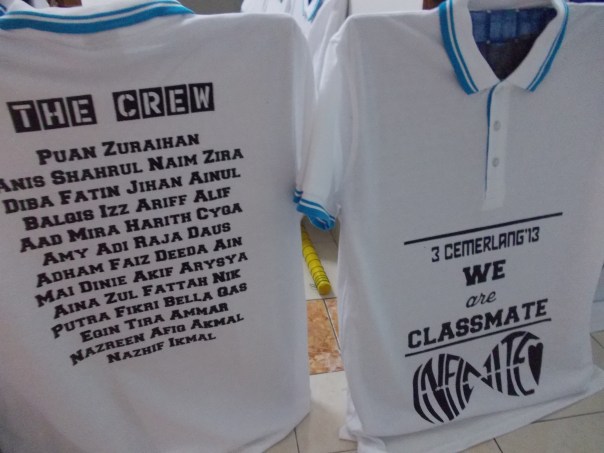 THE CREW
PUAN ZURAIHAN
ANIS SHAHRUL NAIM ZIRA
DIBA FATIN JIHAN AINUL
BALGIS IZZ ARIFF ALIF
AAD MIRA HARITH CYGA
AMY ADI RAJA DAUS
ADHAM FAIZ DEEDA AIN
MAI DINIE AKIF ARYSYA
AINA ZUL FATTAH NIK
PUTRA FIKRI BELLA QAS
EQIN TIRA AMMAR
NAZREEN AFIQ AKMAL
NAZHIF IKMAL
3 CEMERLANG'13
WE
are
CLASSMATE
INFINITE